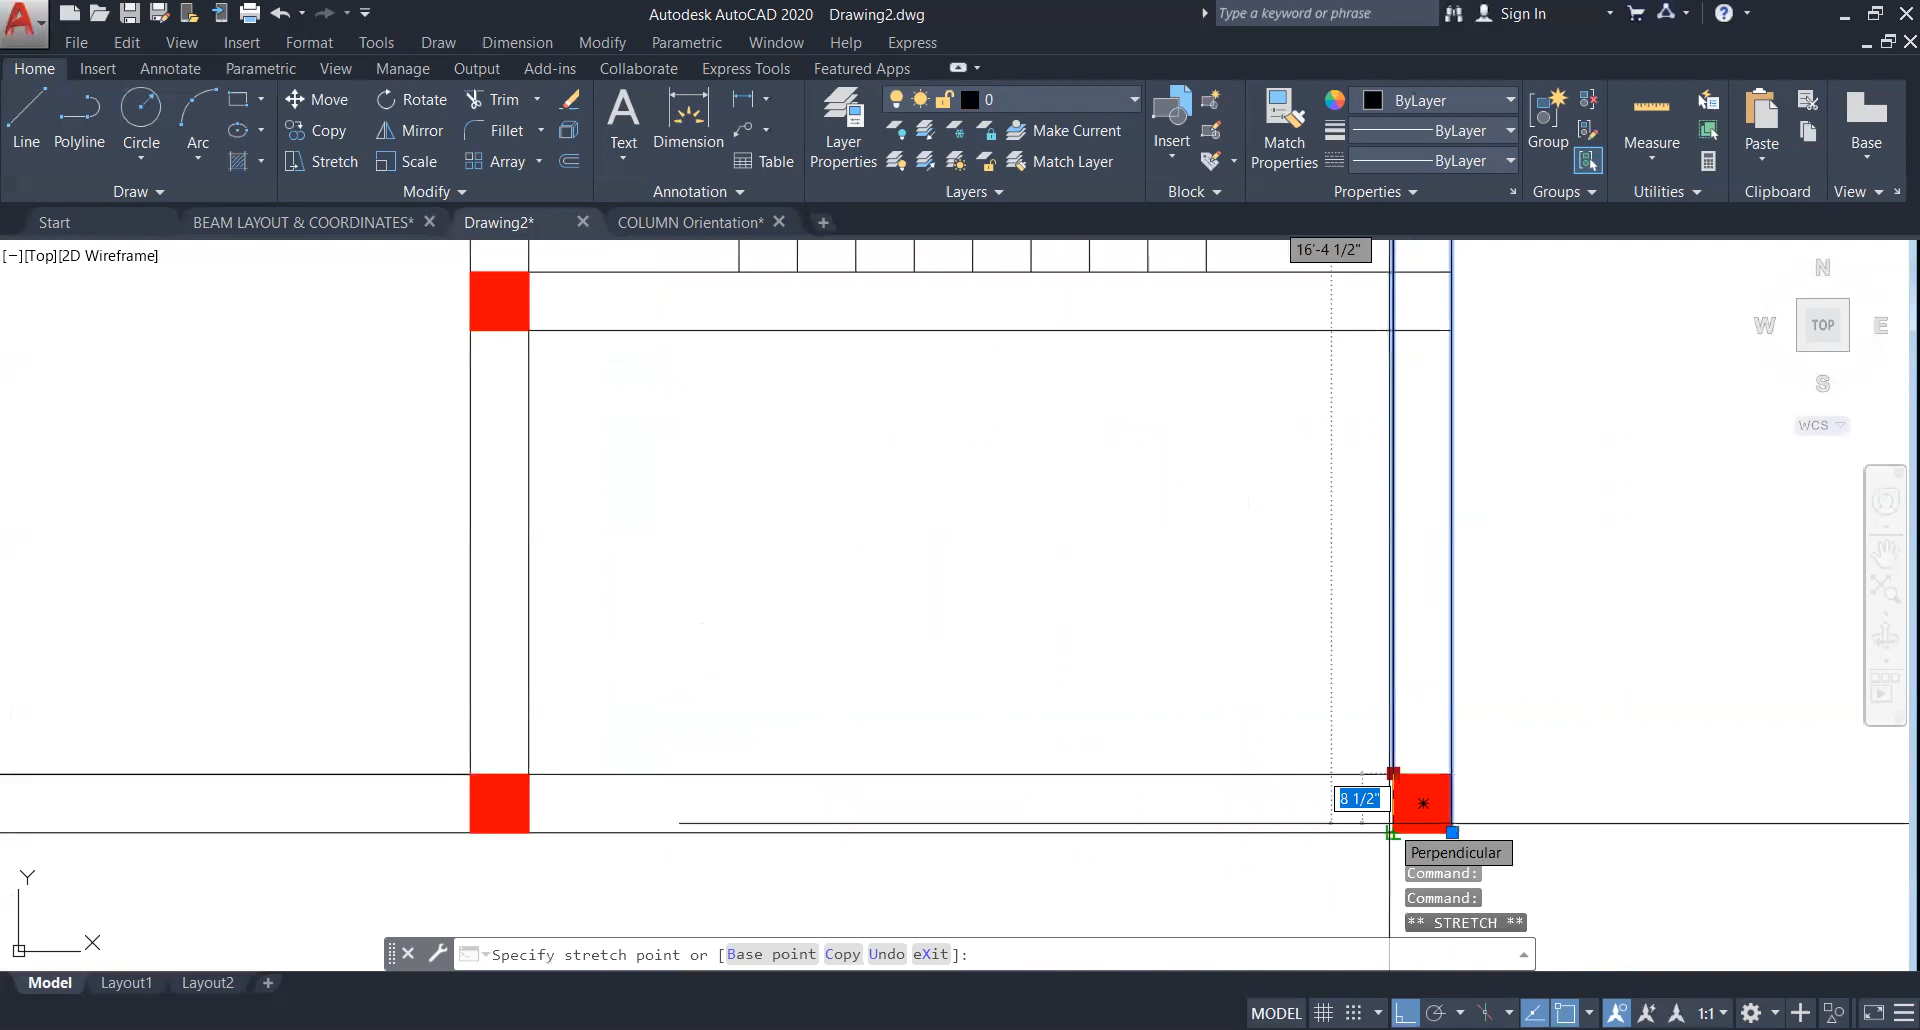 Autodesk AutoCAD 2020 Drawing2.dwg Type a keyword or phrase Sign In
File Edit View Insert Format Tools Draw Dimension Modify Parametric Window Help Express
Home Insert Annotate Parametric View Manage Output Add-ins Collaborate Express Tools Featured Apps
Line Polyline Circle Arc
Move Rotate Trim
Copy Mirror Fillet
Stretch Scale Array
Text Dimension Table
Layer Properties
0
Make Current
Match Layer
Insert
Match Properties
ByLayer
ByLayer
ByLayer
Group Measure Paste Base
Draw Modify Annotation Layers Block Properties Groups Utilities Clipboard View
Start BEAM LAYOUT & COORDINATES* Drawing2* COLUMN Orientation*
[−][Top][2D Wireframe]
16'-4 1/2"
N
W TOP E
S
WCS
8 1/2"
Perpendicular
Command:
Command:
** STRETCH **
Y
X
Specify stretch point or [Base point Copy Undo eXit]:
Model Layout1 Layout2
MODEL 1:1